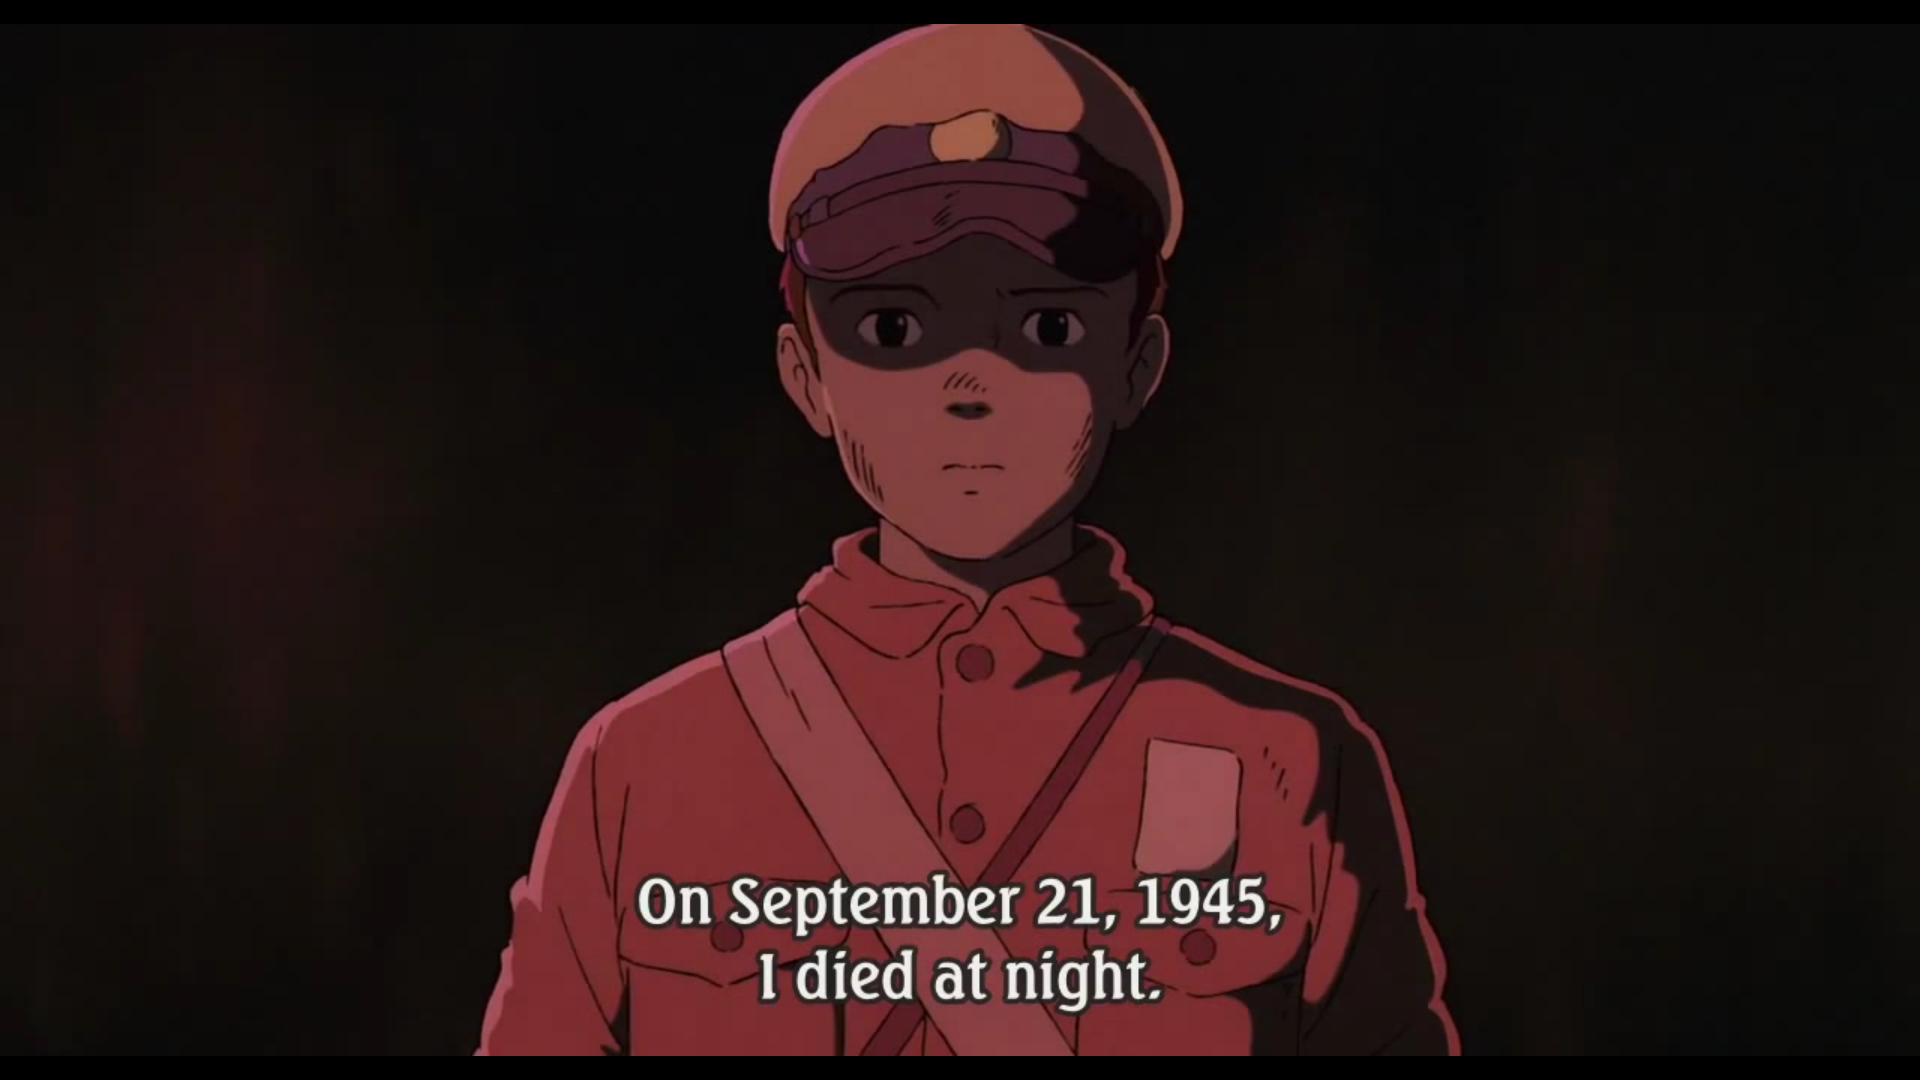 On September 21, 1945,
I died at night.